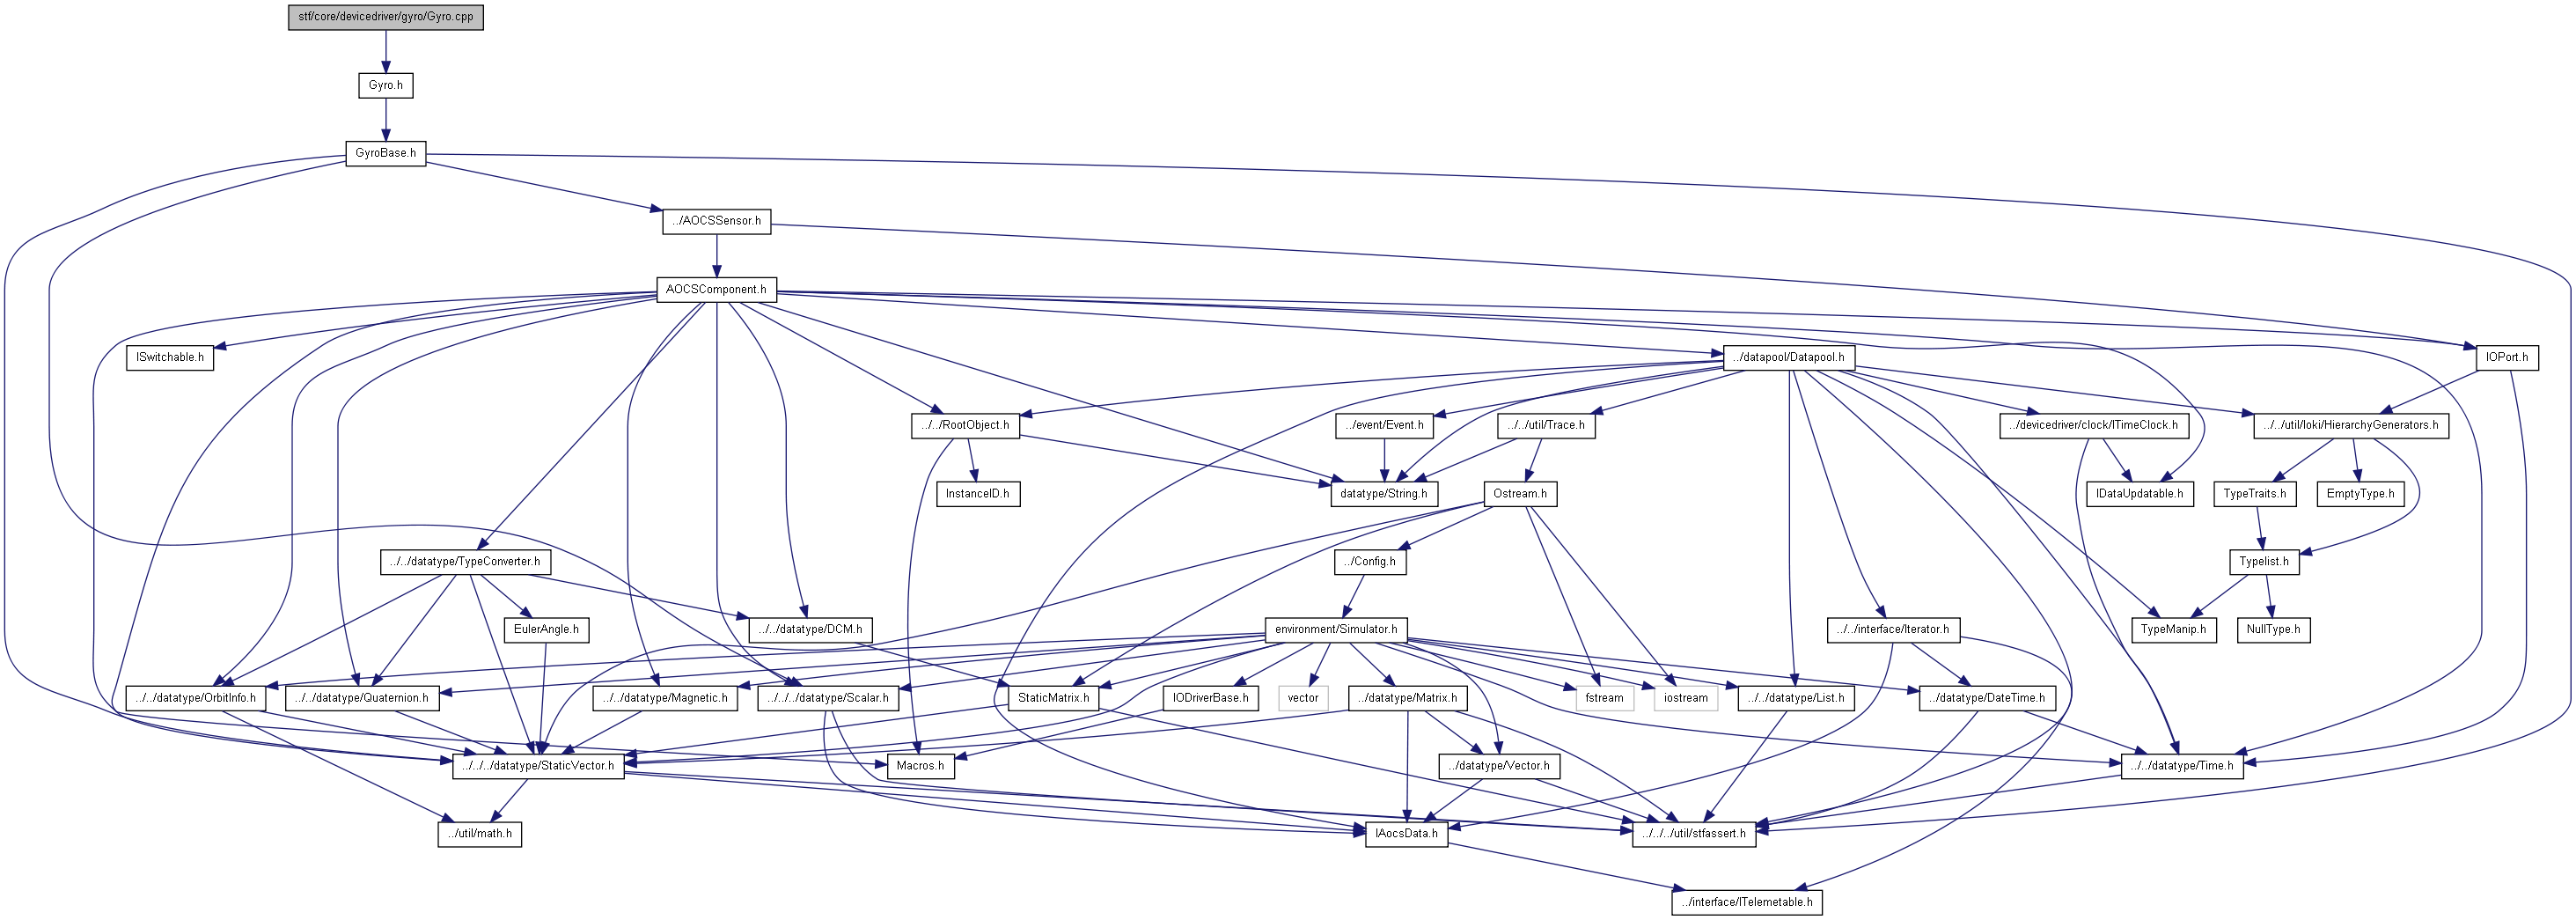 stf/core/devicedriver/gyro/Gyro.cpp
Gyro.h
GyroBase.h
../AOCSSensor.h
AOCSComponent.h
ISwitchable.h
../datapool/Datapool.h
IOPort.h
../../RootObject.h
../event/Event.h
../../util/Trace.h
../devicedriver/clock/ITimeClock.h
../../util/loki/HierarchyGenerators.h
InstanceID.h
datatype/String.h
Ostream.h
IDataUpdatable.h
TypeTraits.h
EmptyType.h
../../datatype/TypeConverter.h
../Config.h
Typelist.h
EulerAngle.h
../../datatype/DCM.h
environment/Simulator.h
../../interface/Iterator.h
TypeManip.h
NullType.h
../../datatype/OrbitInfo.h
../../datatype/Quaternion.h
../../datatype/Magnetic.h
../../../datatype/Scalar.h
StaticMatrix.h
IODriverBase.h
vector
../datatype/Matrix.h
fstream
iostream
../../datatype/List.h
../datatype/DateTime.h
../../../datatype/StaticVector.h
Macros.h
../datatype/Vector.h
../../datatype/Time.h
../util/math.h
IAocsData.h
../../../util/stfassert.h
../interface/ITelemetable.h